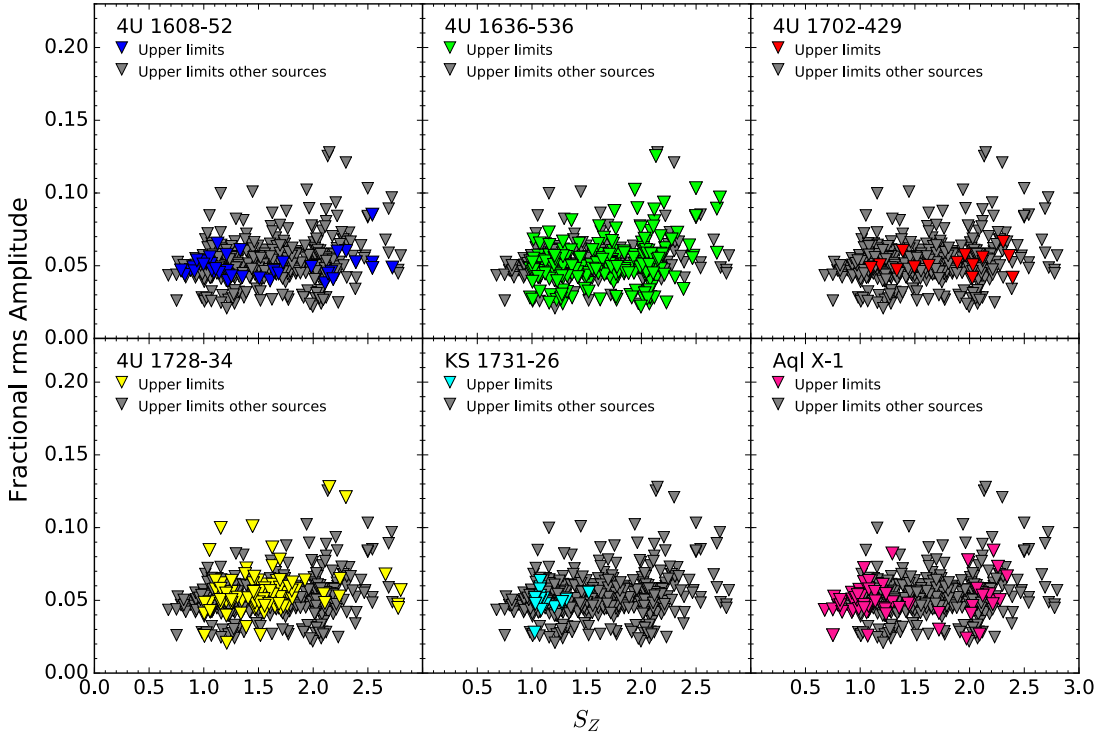 4U 1608-52
Upper limits
Upper limits other sources
4U 1636-536
Upper limits
Upper limits other sources
4U 1702-429
Upper limits
Upper limits other sources
0.20
0.15
0.10
0.05
0.00
4U 1728-34
Upper limits
Upper limits other sources
KS 1731-26
Upper limits
Upper limits other sources
Aql X-1
Upper limits
Upper limits other sources
0.20
0.15
0.10
0.05
0.00
Fractional rms Amplitude
0.0 0.5 1.0 1.5 2.0 2.5
0.5 1.0 1.5 2.0 2.5
0.5 1.0 1.5 2.0 2.5 3.0
S_Z